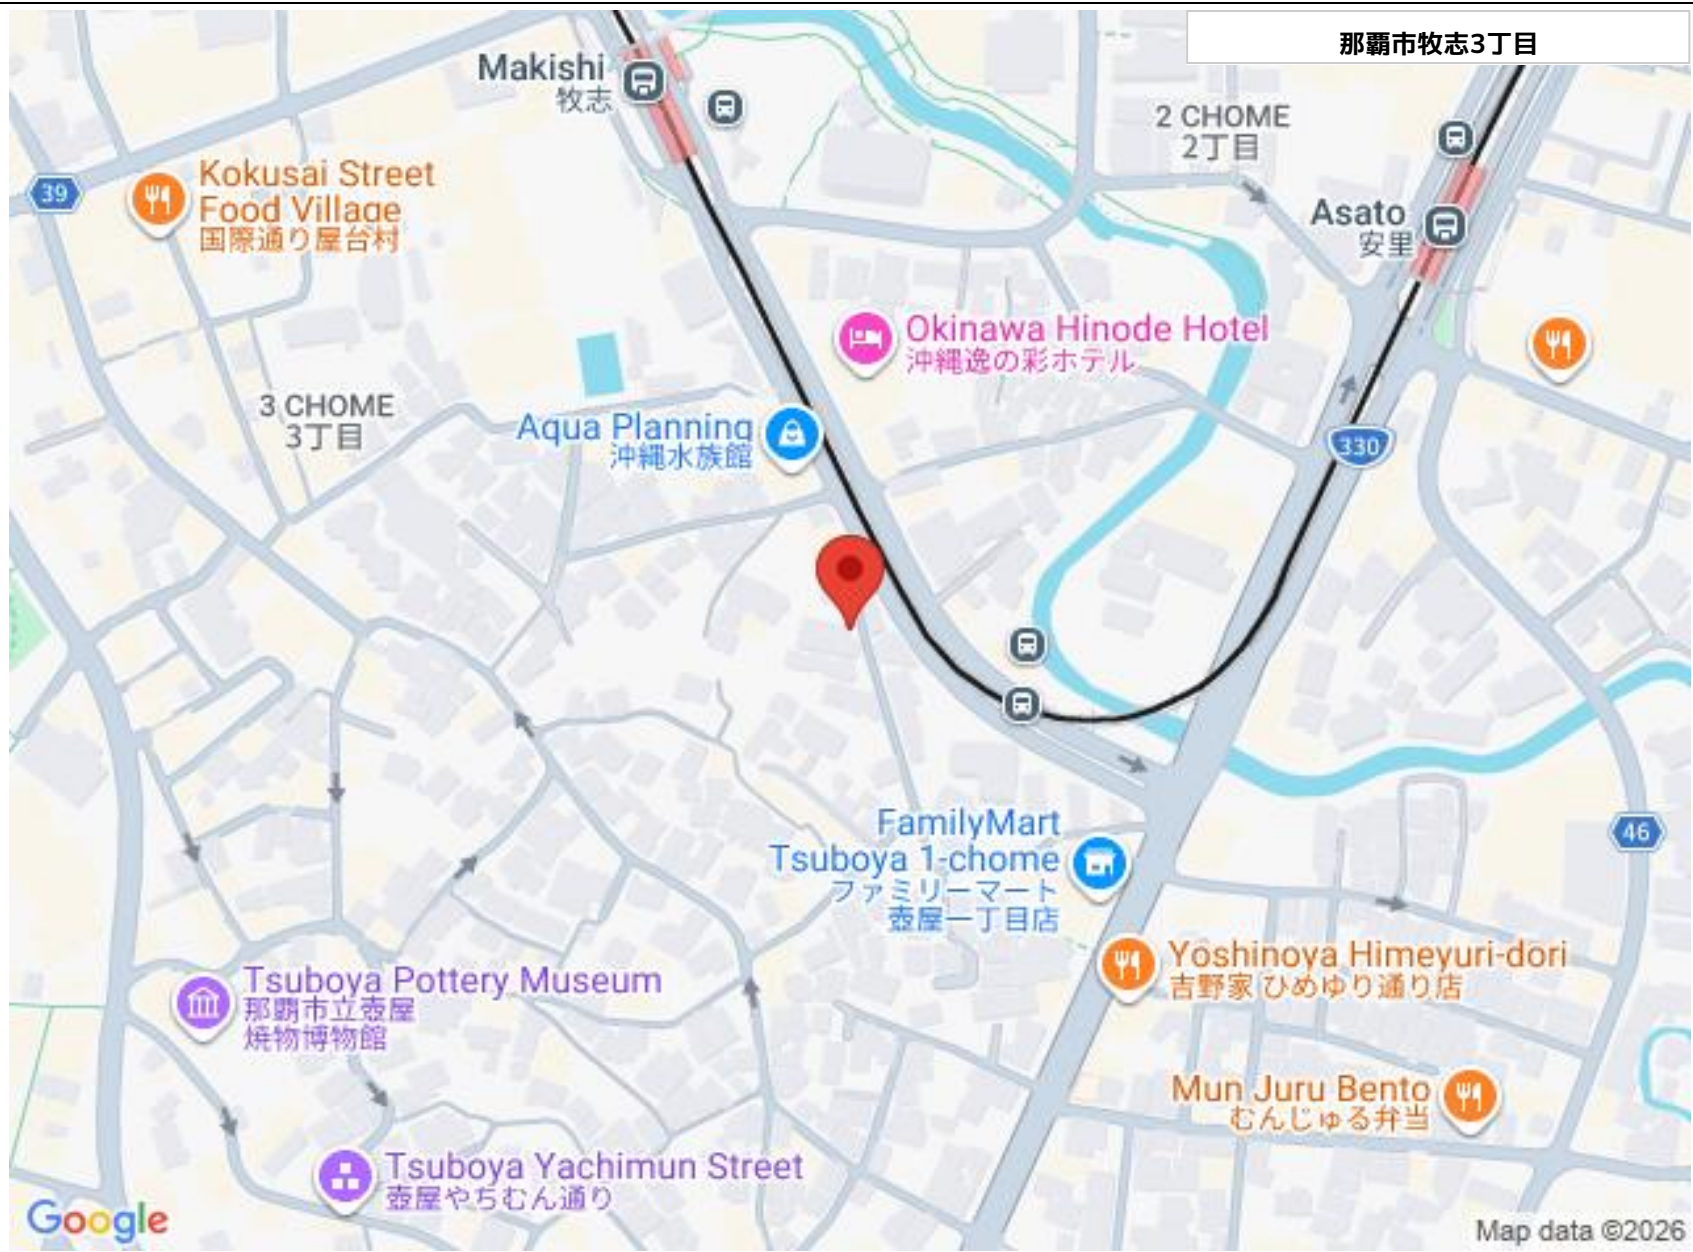 那覇市牧志3丁目
Makishi
牧志
2 CHOME
2丁目
39
Kokusai Street
Food Village
国際通り屋台村
Asato
安里
Okinawa Hinode Hotel
沖縄逸の彩ホテル
3 CHOME
3丁目
Aqua Planning
沖縄水族館
330
FamilyMart
Tsuboya 1-chome
ファミリーマート
壺屋一丁目店
46
Yoshinoya Himeyuri-dori
吉野家 ひめゆり通り店
Tsuboya Pottery Museum
那覇市立壺屋
焼物博物館
Mun Juru Bento
むんじゅる弁当
Tsuboya Yachimun Street
壺屋やちむん通り
Google
Map data ©2026